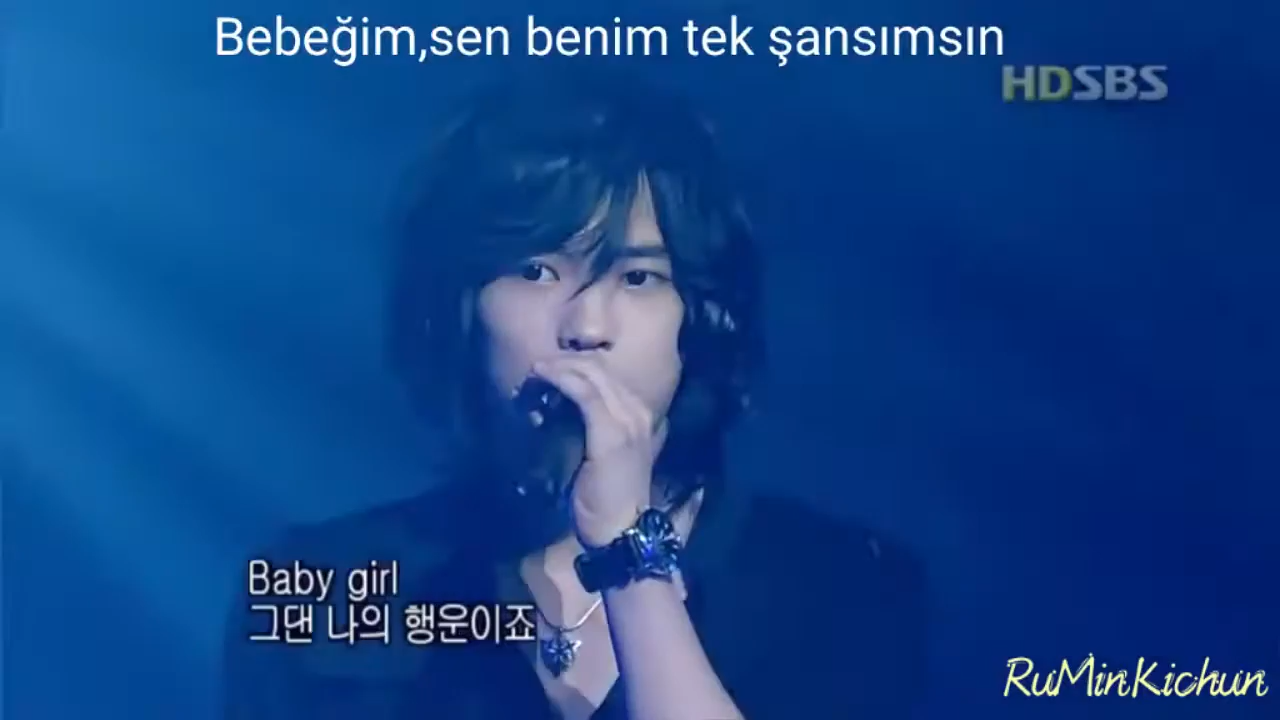 Bebeğim,sen benim tek şansımsın
HDSBS
Baby girl
그댄 나의 행운이죠
RuMinKichun